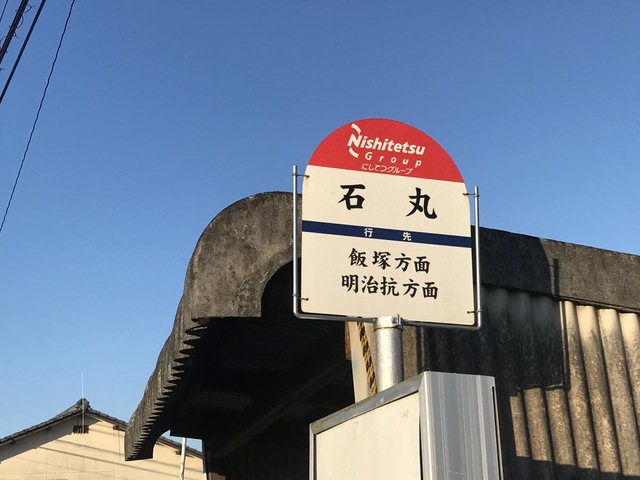 Nishitetsu
Group
にしてつグループ
石丸
行先
飯塚方面
明治抗方面